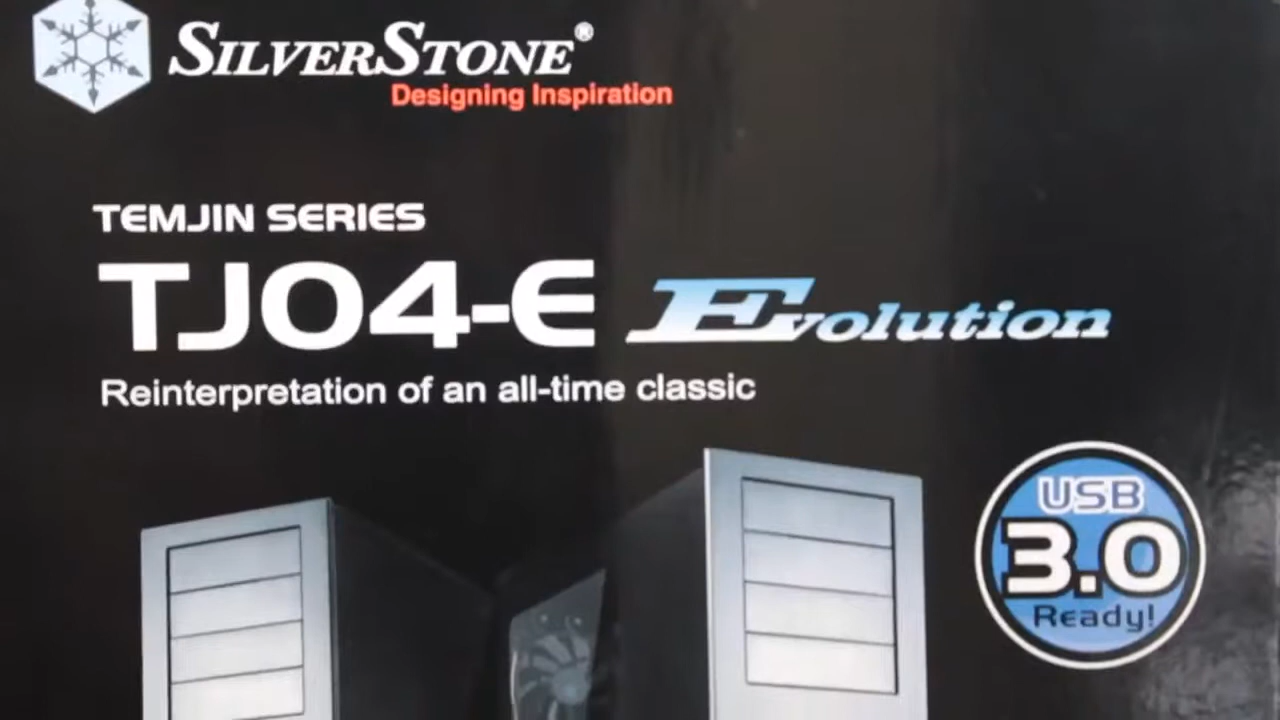 SILVERSTONE®
Designing Inspiration
TEMJIN SERIES
TJ04-E Evolution
Reinterpretation of an all-time classic
USB
3.0
Ready!